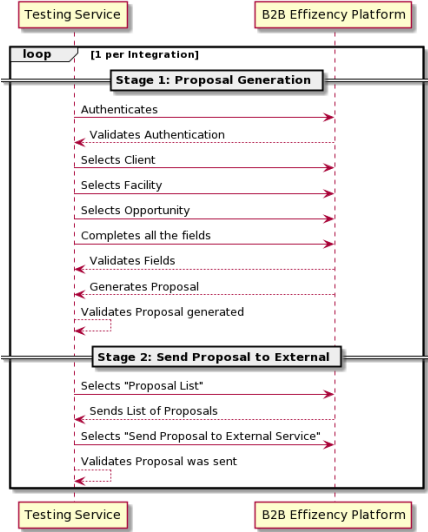 Testing Service
B2B Effizency Platform
loop
[1 per Integration]
Stage 1: Proposal Generation
Authenticates
Validates Authentication
Selects Client
Selects Facility
Selects Opportunity
Completes all the fields
Validates Fields
Generates Proposal
Validates Proposal generated
Stage 2: Send Proposal to External
Selects "Proposal List"
Sends List of Proposals
Selects "Send Proposal to External Service"
Validates Proposal was sent
Testing Service
B2B Effizency Platform